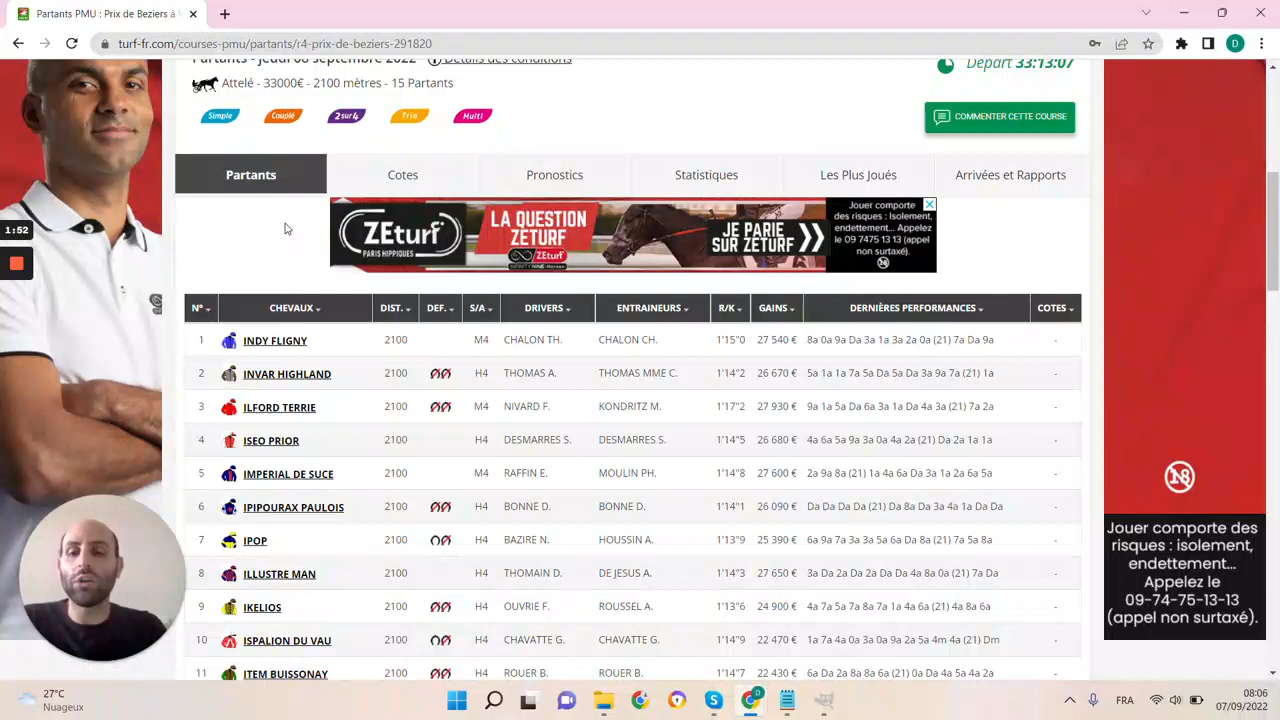 Partants PMU : Prix de Beziers à V
turf-fr.com/courses-pmu/partants/r4-prix-de-beziers-291820
Partants - jeudi 08 septembre 2022 Détails des conditions
Attelé - 33000€ - 2100 mètres - 15 Partants
Départ 33:13:07
Simple Couplé 2sur4 Trio Multi
COMMENTER CETTE COURSE
Partants Cotes Pronostics Statistiques Les Plus Joués Arrivées et Rapports
1:52
ZEturf
PARIS HIPPIQUES
LA QUESTION
ZETURF
JE PARIE
SUR ZETURF
Jouer comporte
des risques : Isolement,
endettement... Appelez
le 09 7475 13 13 (appel
non surtaxé).
N° CHEVAUX DIST. DEF. S/A DRIVERS ENTRAINEURS R/K GAINS DERNIÈRES PERFORMANCES COTES
1 INDY FLIGNY 2100 M4 CHALON TH. CHALON CH. 1'15"0 27 540 € 8a 0a 9a Da 3a 1a 3a 2a 0a (21) 7a Da 9a -
2 INVAR HIGHLAND 2100 H4 THOMAS A. THOMAS MME C. 1'14"2 26 670 € 5a 1a 1a 7a 5a Da 5a Da 3a 9a 7a (21) 1a -
3 ILFORD TERRIE 2100 M4 NIVARD F. KONDRITZ M. 1'17"2 27 930 € 9a 1a 5a Da 6a 3a 1a Da 4a 3a (21) 7a 2a -
4 ISEO PRIOR 2100 H4 DESMARRES S. DESMARRES S. 1'14"5 26 680 € 4a 6a 5a 9a 3a 0a 4a 2a (21) Da 2a 1a 1a -
5 IMPERIAL DE SUCE 2100 M4 RAFFIN E. MOULIN PH. 1'14"8 27 600 € 2a 9a 8a (21) 1a 4a 6a Da 3a 1a 2a 6a 5a -
6 IPIPOURAX PAULOIS 2100 H4 BONNE D. BONNE D. 1'14"1 26 090 € Da Da Da Da (21) Da 8a Da 3a 4a 1a Da Da -
7 IPOP 2100 H4 BAZIRE N. HOUSSIN A. 1'13"9 25 390 € 6a 9a 7a 3a 3a 5a 6a Da 8a (21) 7a 5a 8a -
8 ILLUSTRE MAN 2100 H4 THOMAIN D. DE JESUS A. 1'14"3 27 650 € 3a Da 2a Da 2a Da Da 4a 8a 0a (21) 7a Da -
9 IKELIOS 2100 H4 OUVRIE F. ROUSSEL A. 1'13"6 24 900 € 4a 7a 5a 7a 8a 7a 1a 4a 6a (21) 4a 8a 6a -
10 ISPALION DU VAU 2100 H4 CHAVATTE G. CHAVATTE G. 1'14"9 22 470 € 1a 7a 4a 0a 3a 0a 9a 2a 5a 4m 4a (21) Dm -
11 ITEM BUISSONAY 2100 H4 ROUER B. ROUER B. 1'14"7 22 430 € 6a Da 2a 8a 6a (21) 0a Da 4a 5a 4a 2a -
18
Jouer comporte des
risques : isolement,
endettement...
Appelez le
09-74-75-13-13
(appel non surtaxé).
27°C
Nuageux
FRA
08:06
07/09/2022